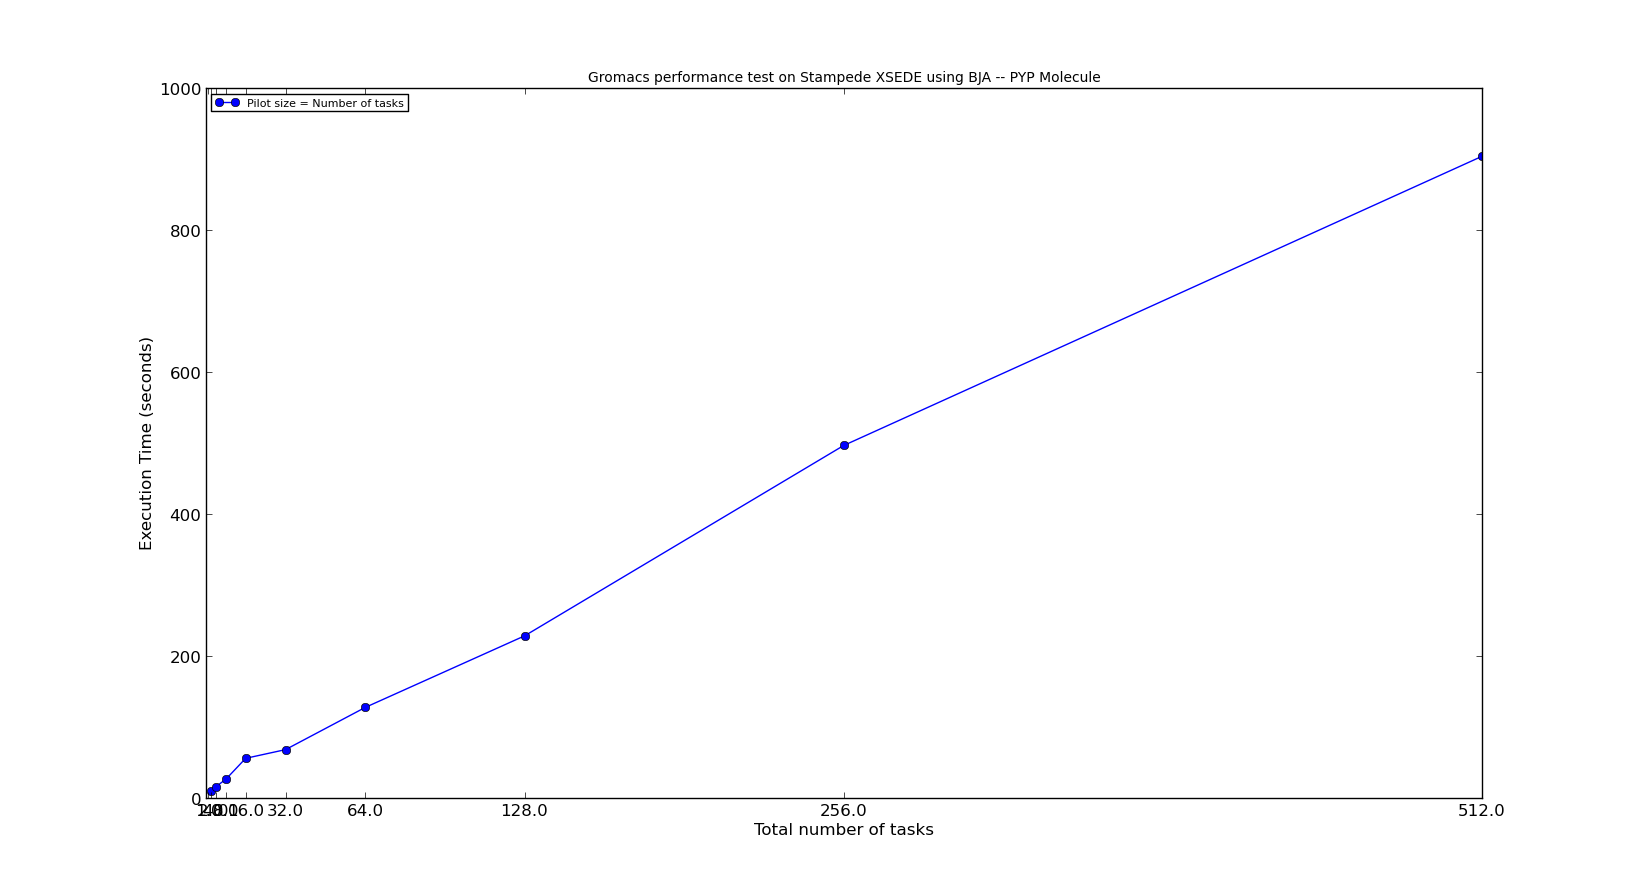 Gromacs performance test on Stampede XSEDE using BJA -- PYP Molecule
Pilot size = Number of tasks
1000
800
600
400
200
0
Execution Time (seconds)
16.0 32.0 64.0 128.0 256.0 512.0
Total number of tasks